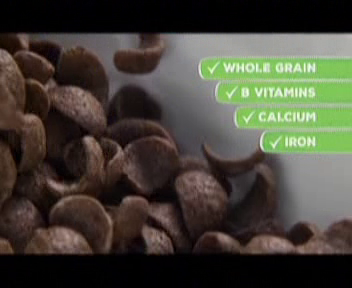 ✓ WHOLE GRAIN
✓ B VITAMINS
✓ CALCIUM
✓ IRON